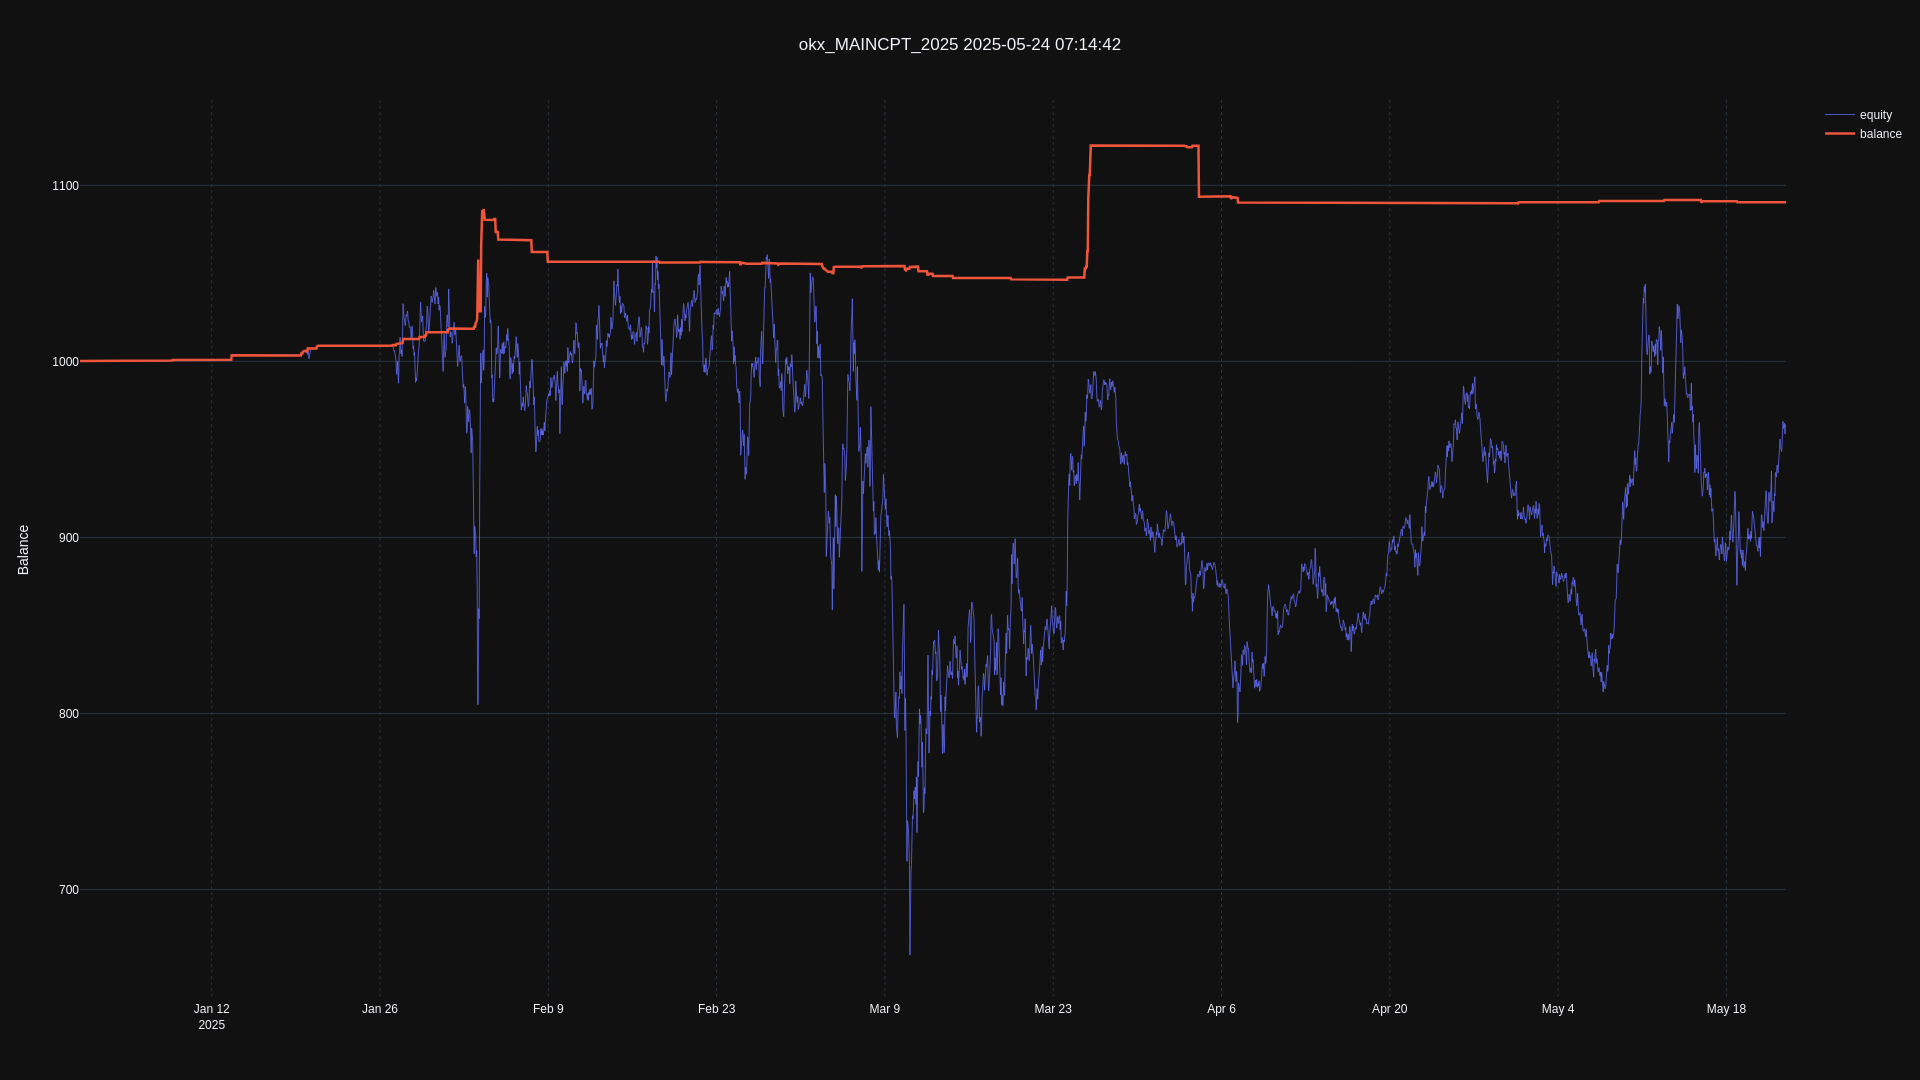 okx_MAINCPT_2025 2025-05-24 07:14:42
equity
balance
Balance
1100
1000
900
800
700
Jan 12
2025
Jan 26
Feb 9
Feb 23
Mar 9
Mar 23
Apr 6
Apr 20
May 4
May 18